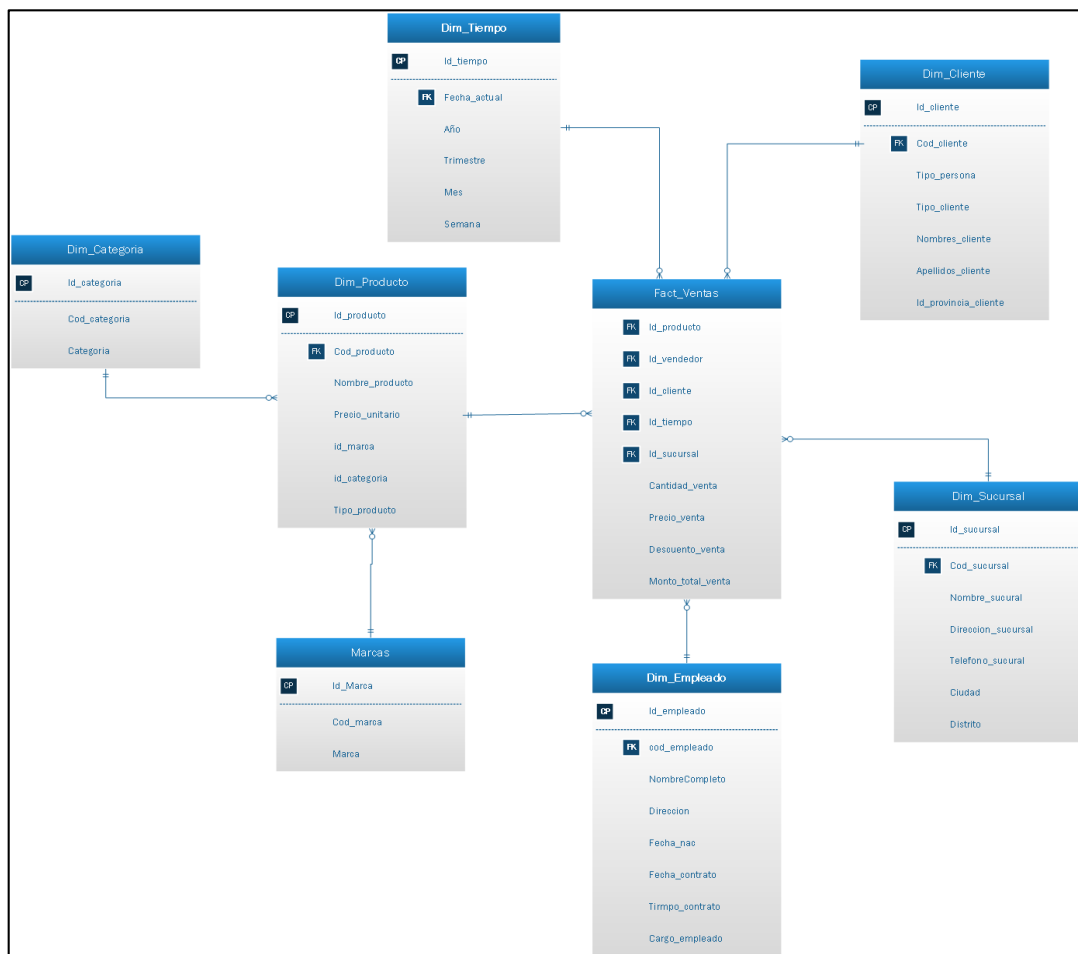 Dim_Tiempo
CP Id_tiempo
FK Fecha_actual
Año
Trimestre
Mes
Semana
Dim_Cliente
CP Id_cliente
FK Cod_cliente
Tipo_persona
Tipo_cliente
Nombres_cliente
Apellidos_cliente
Id_provincia_cliente
Dim_Categoria
CP Id_categoria
Cod_categoria
Categoria
Dim_Producto
CP Id_producto
FK Cod_producto
Nombre_producto
Precio_unitario
id_marca
id_categoria
Tipo_producto
Fact_Ventas
FK Id_producto
FK Id_vendedor
FK Id_cliente
FK Id_tiempo
FK Id_sucursal
Cantidad_venta
Precio_venta
Descuento_venta
Monto_total_venta
Dim_Sucursal
CP Id_sucursal
FK Cod_sucursal
Nombre_sucural
Direccion_sucursal
Telefono_sucural
Ciudad
Distrito
Marcas
CP Id_Marca
Cod_marca
Marca
Dim_Empleado
CP Id_empleado
FK cod_empleado
NombreCompleto
Direccion
Fecha_nac
Fecha_contrato
Tirmpo_contrato
Cargo_empleado